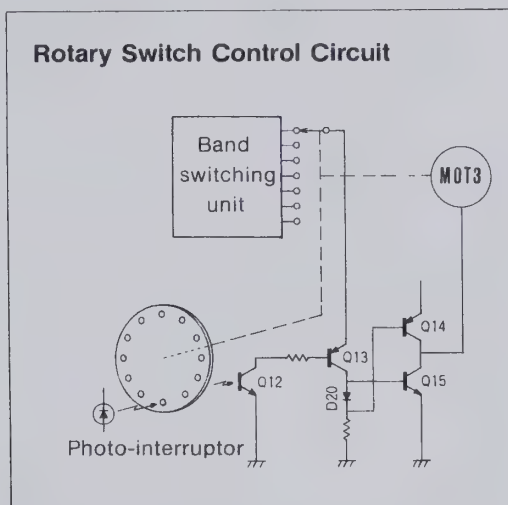 Rotary Switch Control Circuit
Band
switching
unit
MOT3
Q14
Q13
Q12
Q15
D20
Photo-interruptor